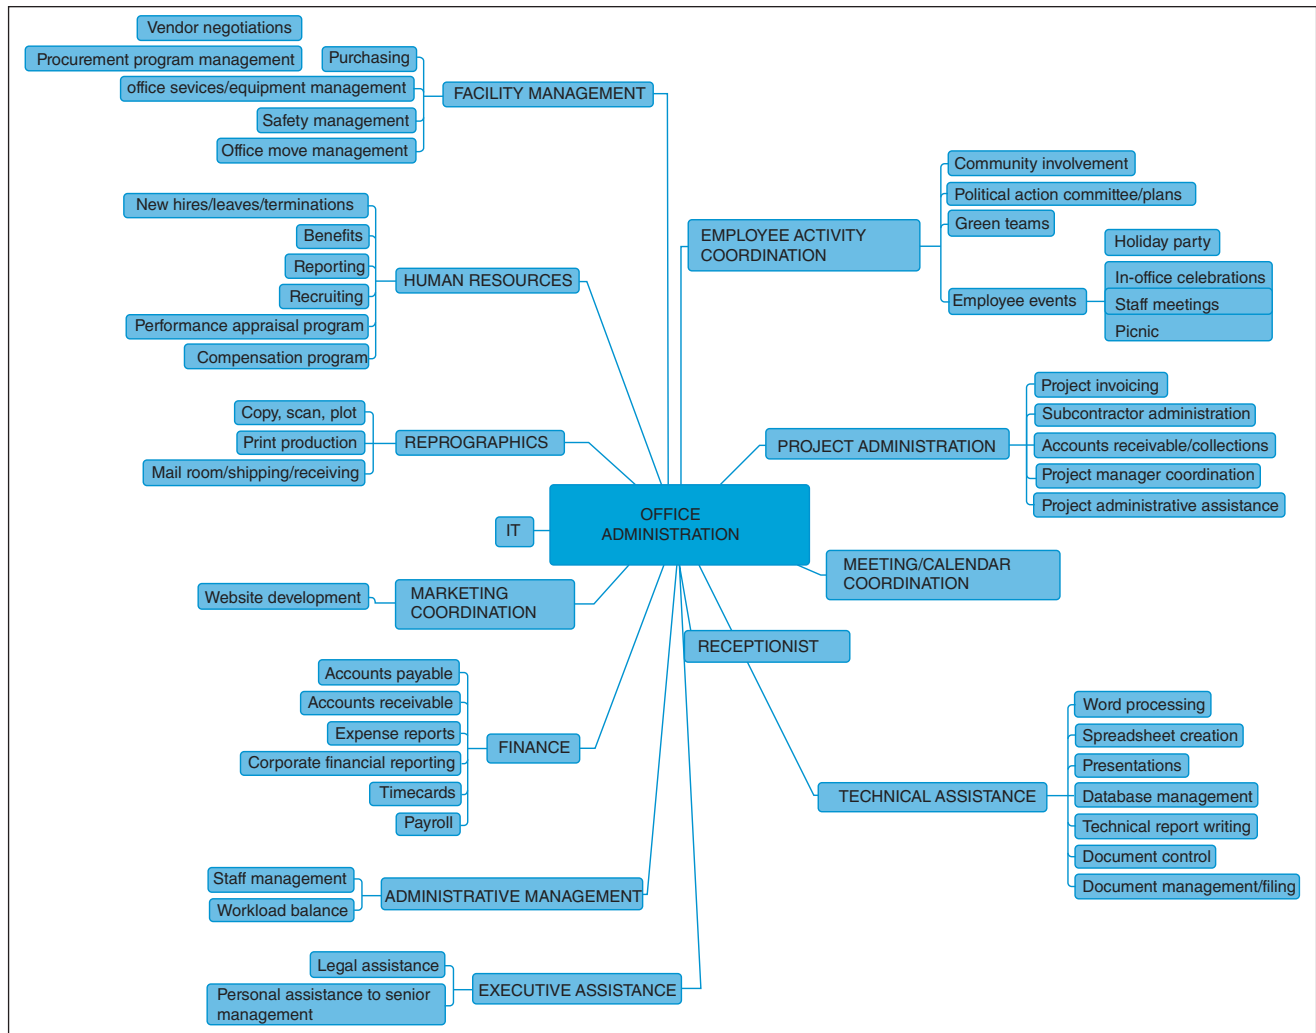 Vendor negotiations
Procurement program management
Purchasing
office sevices/equipment management
Safety management
Office move management
FACILITY MANAGEMENT
New hires/leaves/terminations
Benefits
Reporting
Recruiting
Performance appraisal program
Compensation program
HUMAN RESOURCES
Copy, scan, plot
Print production
Mail room/shipping/receiving
REPROGRAPHICS
IT
OFFICE
ADMINISTRATION
Website development
MARKETING
COORDINATION
Accounts payable
Accounts receivable
Expense reports
Corporate financial reporting
Timecards
Payroll
FINANCE
Staff management
Workload balance
ADMINISTRATIVE MANAGEMENT
Legal assistance
Personal assistance to senior
management
EXECUTIVE ASSISTANCE
EMPLOYEE ACTIVITY
COORDINATION
Community involvement
Political action committee/plans
Green teams
Employee events
Holiday party
In-office celebrations
Staff meetings
Picnic
PROJECT ADMINISTRATION
Project invoicing
Subcontractor administration
Accounts receivable/collections
Project manager coordination
Project administrative assistance
MEETING/CALENDAR
COORDINATION
RECEPTIONIST
TECHNICAL ASSISTANCE
Word processing
Spreadsheet creation
Presentations
Database management
Technical report writing
Document control
Document management/filing